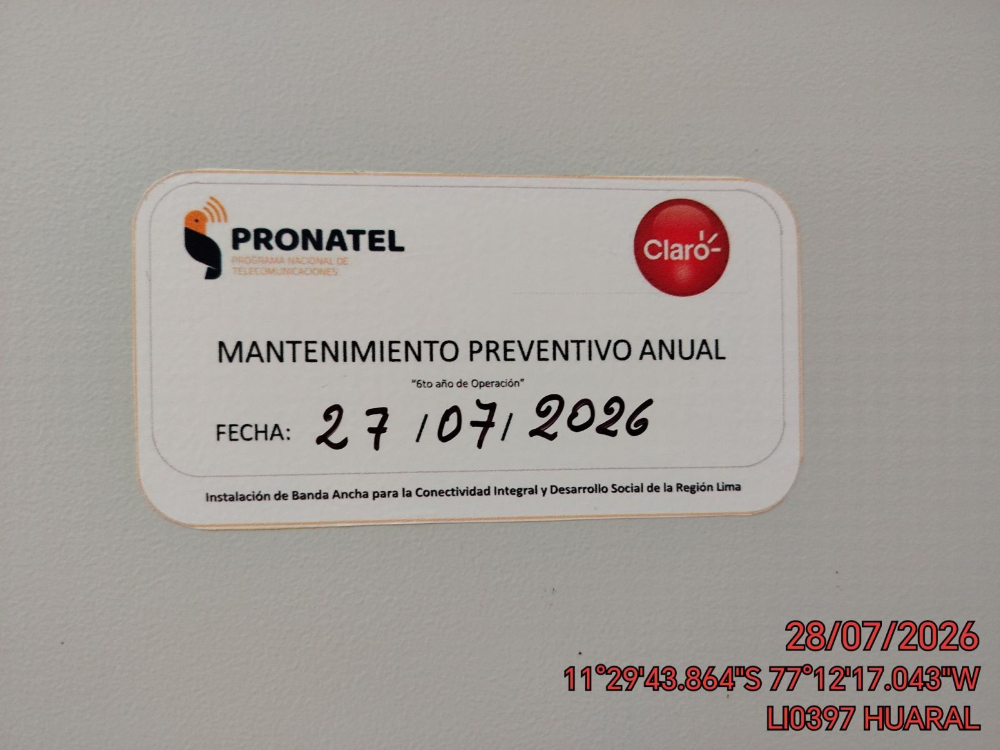 PRONATEL
PROGRAMA NACIONAL DE
TELECOMUNICACIONES
Claro
MANTENIMIENTO PREVENTIVO ANUAL
"6to año de Operación"
FECHA: 27/07/2026
Instalación de Banda Ancha para la Conectividad Integral y Desarrollo Social de la Región Lima
28/07/2026
11°29'43.864"S 77°12'17.043"W
LI0397 HUARAL